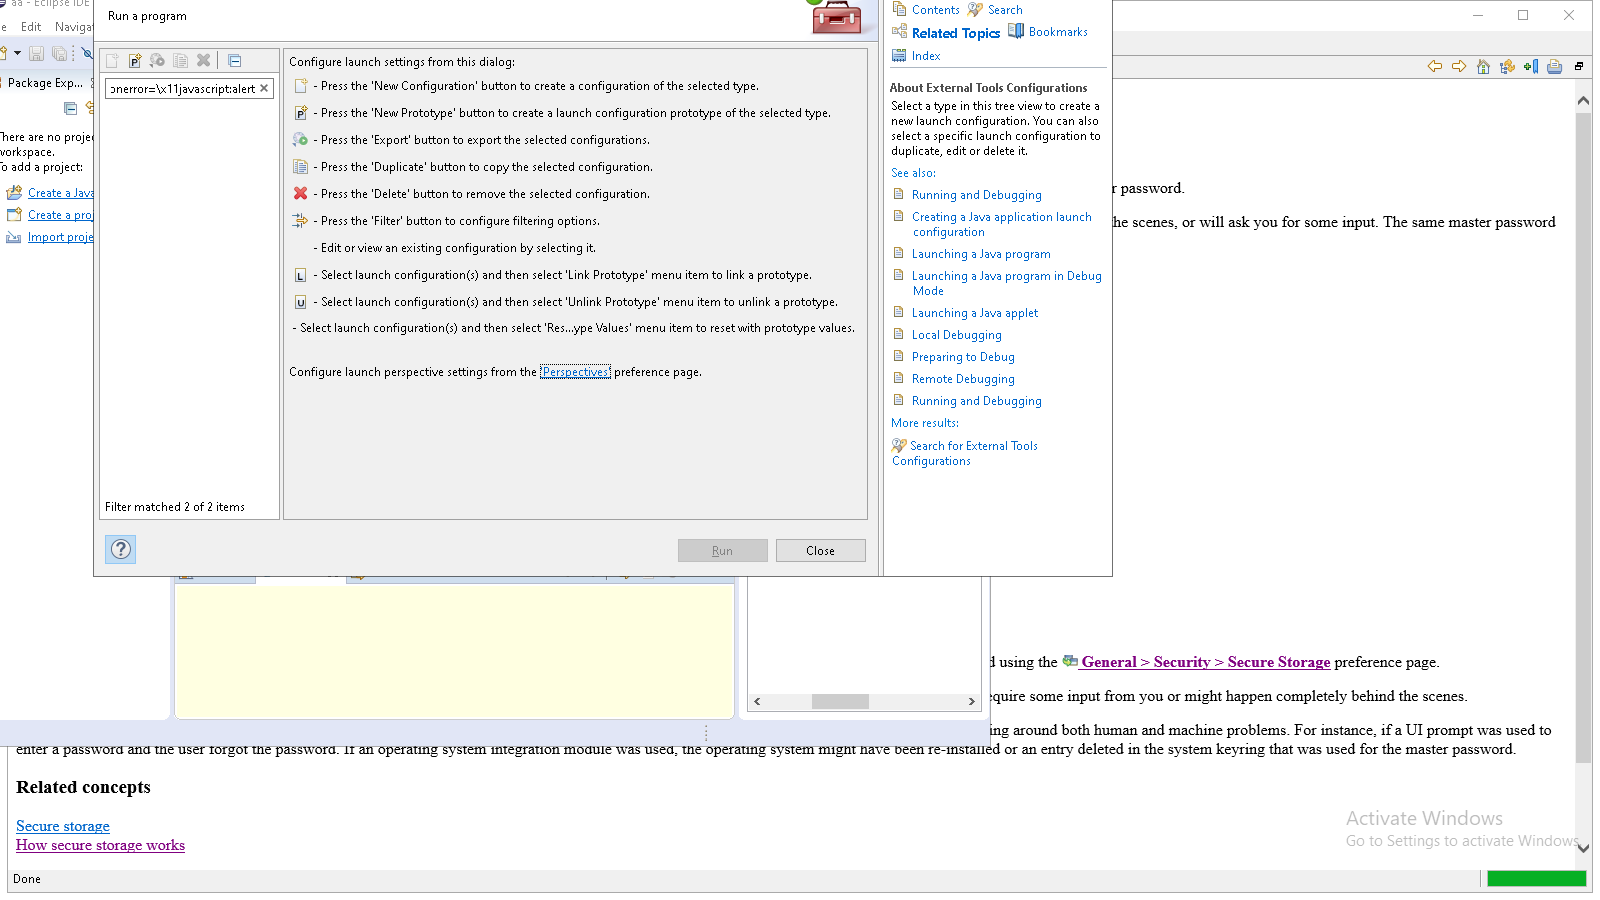 aa - Eclipse IDE
Edit Naviga
Package Exp...
There are no proje
workspace.
To add a project:
Create a Java
Create a pro
Import proje
Run a program
onerror=\x11javascript:alert
Filter matched 2 of 2 items
Configure launch settings from this dialog:
- Press the 'New Configuration' button to create a configuration of the selected type.
- Press the 'New Prototype' button to create a launch configuration prototype of the selected type.
- Press the 'Export' button to export the selected configurations.
- Press the 'Duplicate' button to copy the selected configuration.
- Press the 'Delete' button to remove the selected configuration.
- Press the 'Filter' button to configure filtering options.
- Edit or view an existing configuration by selecting it.
L - Select launch configuration(s) and then select 'Link Prototype' menu item to link a prototype.
U - Select launch configuration(s) and then select 'Unlink Prototype' menu item to unlink a prototype.
- Select launch configuration(s) and then select 'Res...ype Values' menu item to reset with prototype values.
Configure launch perspective settings from the 'Perspectives' preference page.
Run Close
Contents Search
Related Topics Bookmarks
Index
About External Tools Configurations
Select a type in this tree view to create a
new launch configuration. You can also
select a specific launch configuration to
duplicate, edit or delete it.
See also:
Running and Debugging
Creating a Java application launch
configuration
Launching a Java program
Launching a Java program in Debug
Mode
Launching a Java applet
Local Debugging
Preparing to Debug
Remote Debugging
Running and Debugging
More results:
Search for External Tools
Configurations
r password.
he scenes, or will ask you for some input. The same master password
d using the General > Security > Secure Storage preference page.
equire some input from you or might happen completely behind the scenes.
ing around both human and machine problems. For instance, if a UI prompt was used to
enter a password and the user forgot the password. If an operating system integration module was used, the operating system might have been re-installed or an entry deleted in the system keyring that was used for the master password.
Related concepts
Secure storage
How secure storage works
Activate Windows
Go to Settings to activate Windows.
Done